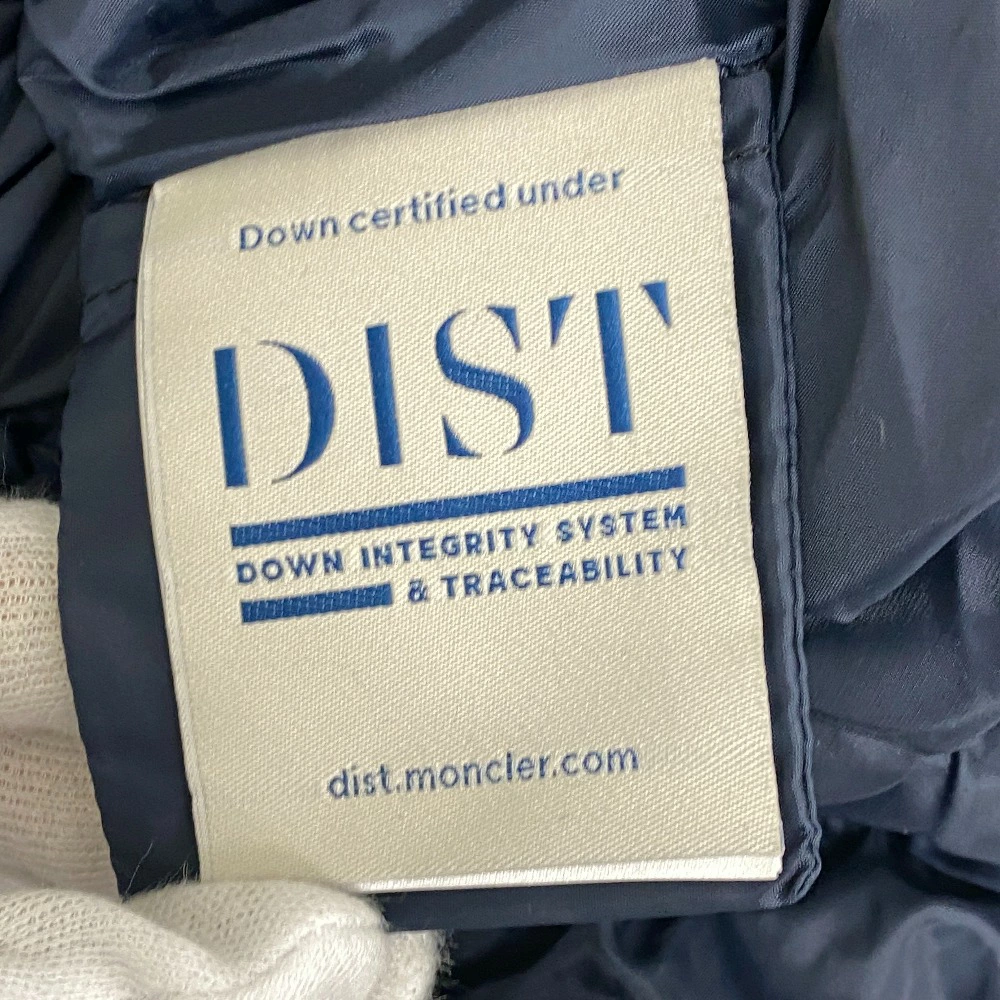 Down certified under
DIST
DOWN INTEGRITY SYSTEM
& TRACEABILITY
dist.moncler.com